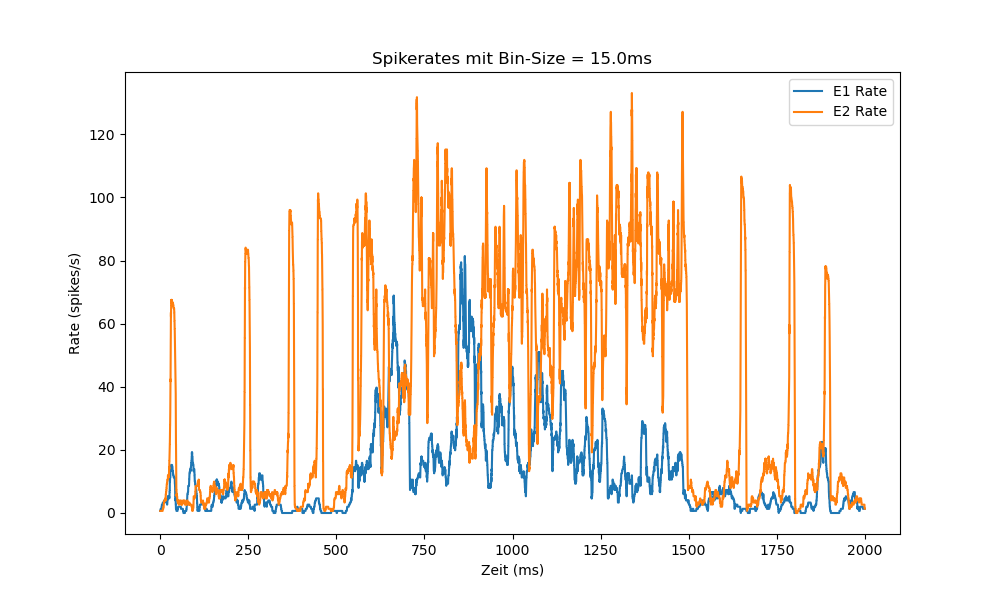 Spikerates mit Bin-Size = 15.0ms
E1 Rate
E2 Rate
Rate (spikes/s)
120
100
80
60
40
20
0
0 250 500 750 1000 1250 1500 1750 2000
Zeit (ms)